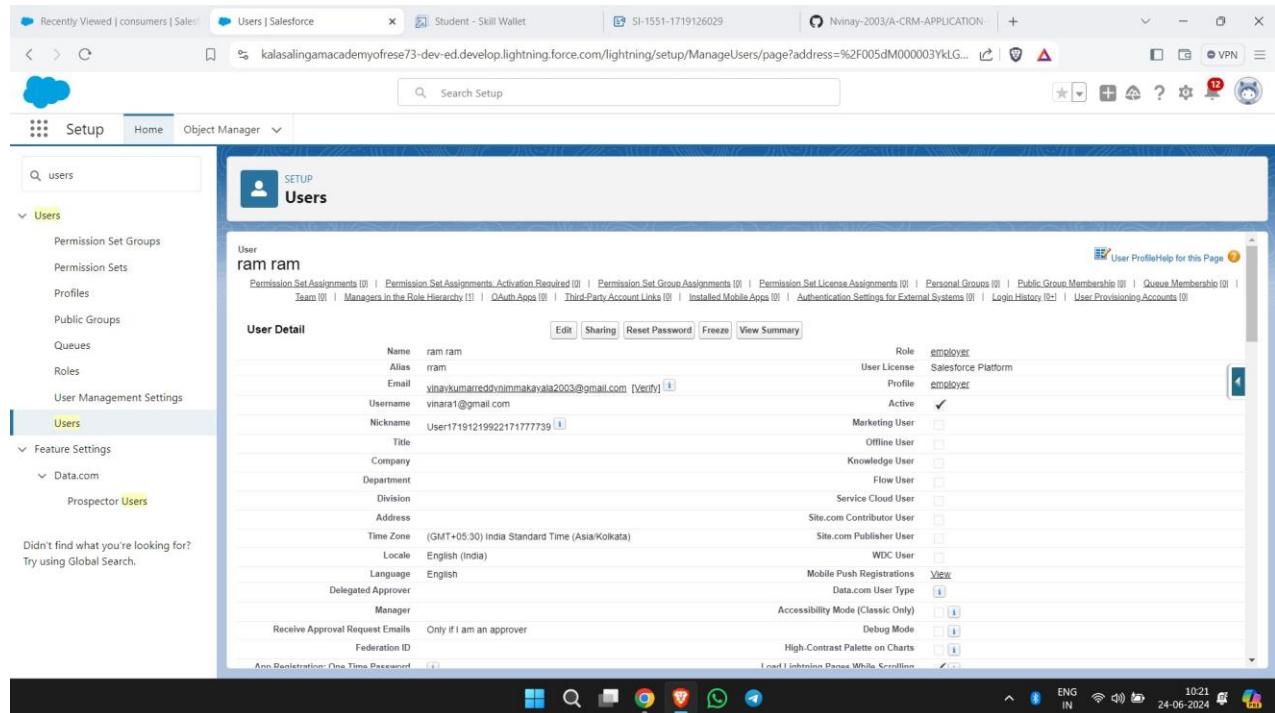 Recently Viewed | consumers | Sales
Users | Salesforce
Student - Skill Wallet
SI-1551-1719126029
Nvinay-2003/A-CRM-APPLICATION-
kalasalingamacademyofrese73-dev-ed.develop.lightning.force.com/lightning/setup/ManageUsers/page?address=%2F005dM000003YkLG...
VPN
Search Setup
12
Setup
Home
Object Manager
users
Users
Permission Set Groups
Permission Sets
Profiles
Public Groups
Queues
Roles
User Management Settings
Users
Feature Settings
Data.com
Prospector Users
Didn't find what you're looking for?
Try using Global Search.
SETUP
Users
User
ram ram
User Profile Help for this Page
Permission Set Assignments [0] | Permission Set Assignments: Activation Required [0] | Permission Set Group Assignments [0] | Permission Set License Assignments [0] | Personal Groups [0] | Public Group Membership [0] | Queue Membership [0] |
Team [0] | Managers in the Role Hierarchy [1] | OAuth Apps [0] | Third-Party Account Links [0] | Installed Mobile Apps [0] | Authentication Settings for External Systems [0] | Login History [0+] | User Provisioning Accounts [0]
User Detail
Edit Sharing Reset Password Freeze View Summary
Name ram ram Role employer
Alias rram User License Salesforce Platform
Email vinaykumarreddynimmakayala2003@gmail.com [Verify] i Profile employer
Username vinara1@gmail.com Active ✓
Nickname User17191219922171777739 i Marketing User
Title Offline User
Company Knowledge User
Department Flow User
Division Service Cloud User
Address Site.com Contributor User
Time Zone (GMT+05:30) India Standard Time (Asia/Kolkata) Site.com Publisher User
Locale English (India) WDC User
Language English Mobile Push Registrations View
Delegated Approver Data.com User Type i
Manager Accessibility Mode (Classic Only) i
Receive Approval Request Emails Only if I am an approver Debug Mode i
Federation ID High-Contrast Palette on Charts i
App Registration: One Time Password i Load Lightning Pages While Scrolling ✓ i
ENG
IN
10:21
24-06-2024